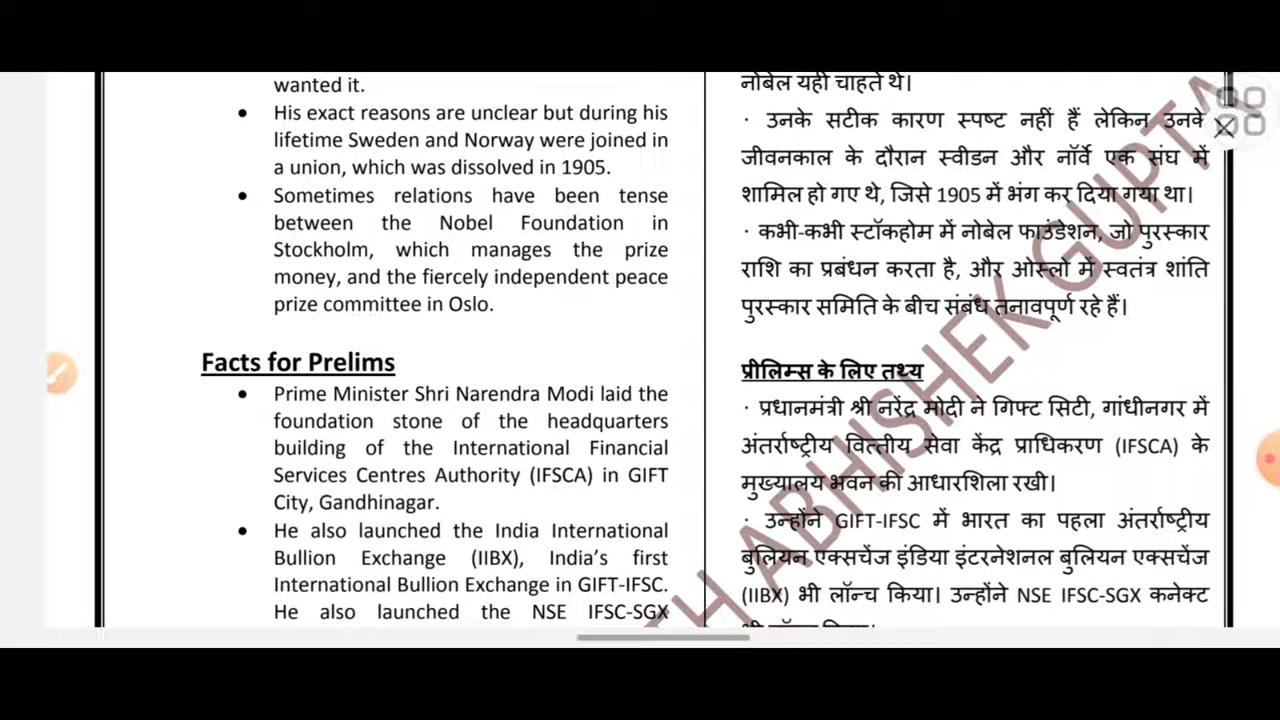 wanted it.
• His exact reasons are unclear but during his
lifetime Sweden and Norway were joined in
a union, which was dissolved in 1905.
• Sometimes relations have been tense
between the Nobel Foundation in
Stockholm, which manages the prize
money, and the fiercely independent peace
prize committee in Oslo.
Facts for Prelims
• Prime Minister Shri Narendra Modi laid the
foundation stone of the headquarters
building of the International Financial
Services Centres Authority (IFSCA) in GIFT
City, Gandhinagar.
• He also launched the India International
Bullion Exchange (IIBX), India’s first
International Bullion Exchange in GIFT-IFSC.
He also launched the NSE IFSC-SGX
नोबेल यही चाहते थे।
· उनके सटीक कारण स्पष्ट नहीं हैं लेकिन उनके
जीवनकाल के दौरान स्वीडन और नॉर्वे एक संघ में
शामिल हो गए थे, जिसे 1905 में भंग कर दिया गया था।
· कभी-कभी स्टॉकहोम में नोबेल फाउंडेशन, जो पुरस्कार
राशि का प्रबंधन करता है, और ओस्लो में स्वतंत्र शांति
पुरस्कार समिति के बीच संबंध तनावपूर्ण रहे हैं।
प्रीलिम्स के लिए तथ्य
· प्रधानमंत्री श्री नरेंद्र मोदी ने गिफ्ट सिटी, गांधीनगर में
अंतर्राष्ट्रीय वित्तीय सेवा केंद्र प्राधिकरण (IFSCA) के
मुख्यालय भवन की आधारशिला रखी।
· उन्होंने GIFT-IFSC में भारत का पहला अंतर्राष्ट्रीय
बुलियन एक्सचेंज इंडिया इंटरनेशनल बुलियन एक्सचेंज
(IIBX) भी लॉन्च किया। उन्होंने NSE IFSC-SGX कनेक्ट
ABHISHEK GUPTA